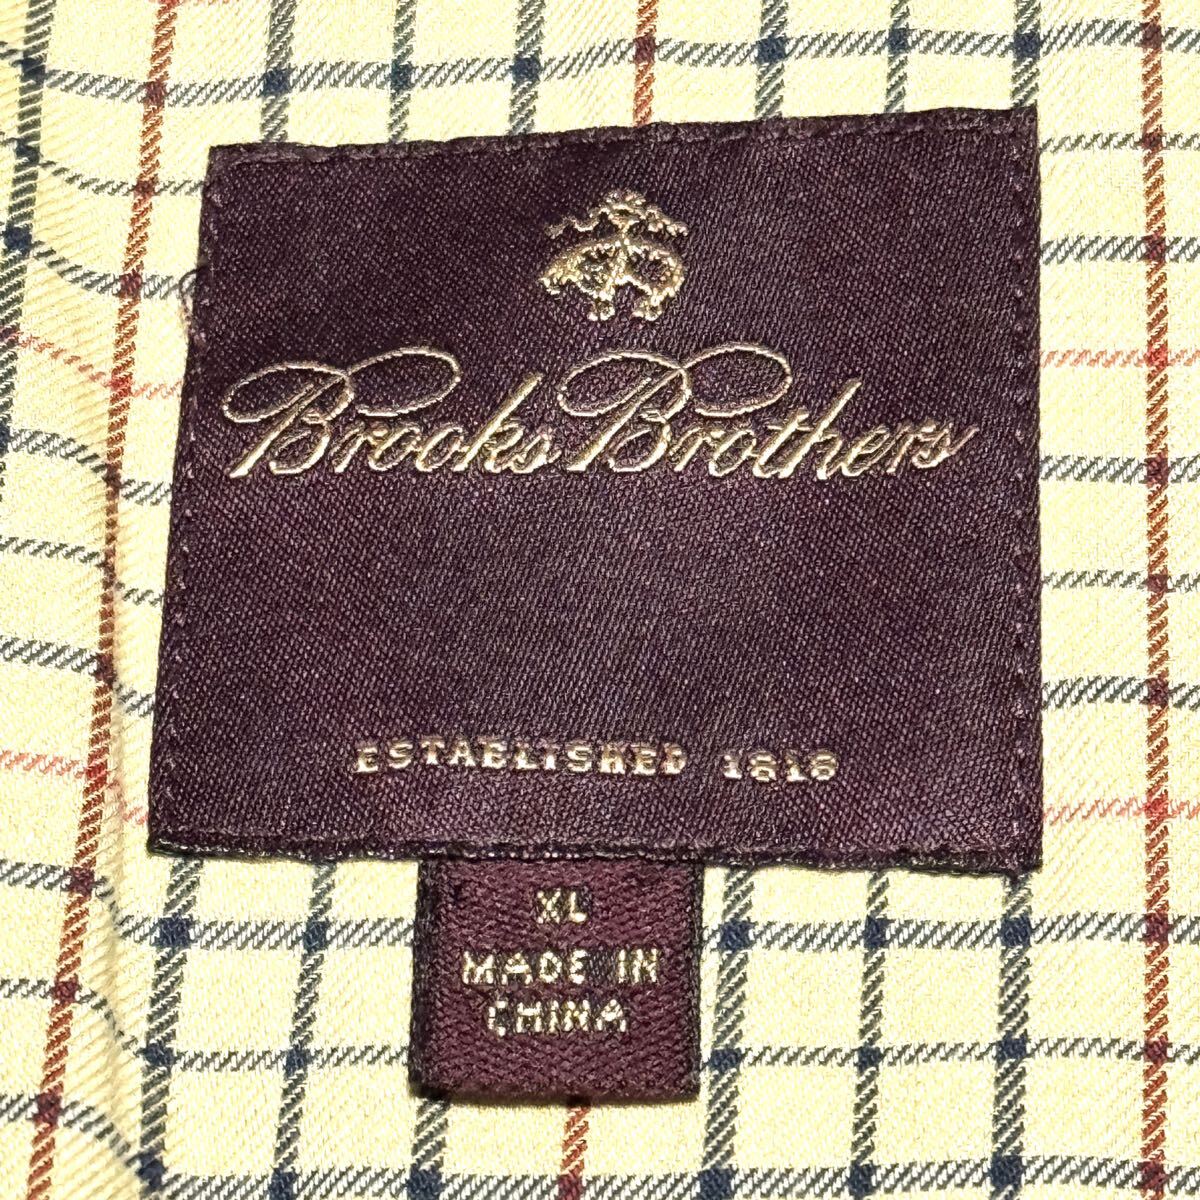 Brooks Brothers
ESTABLISHED 1818
XL
MADE IN
CHINA